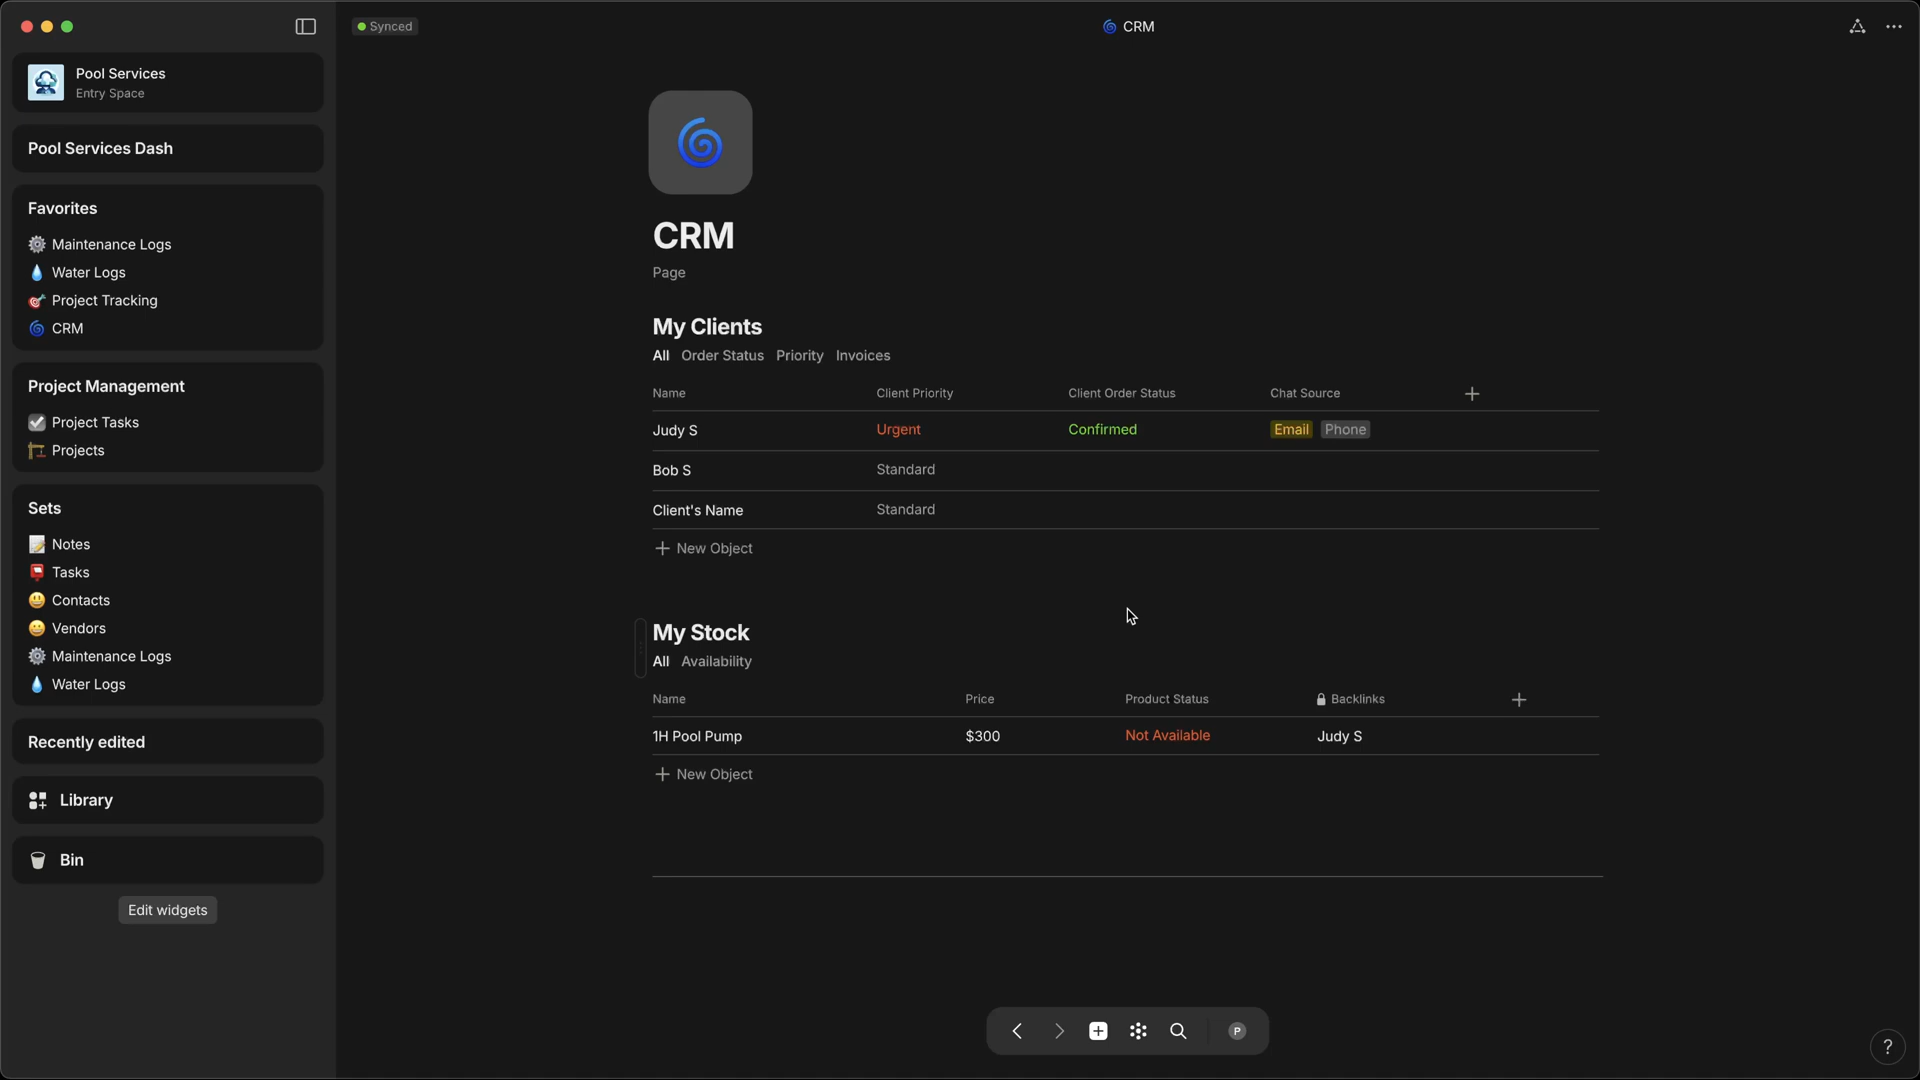 Synced
CRM
Pool Services
Entry Space
Pool Services Dash
Favorites
Maintenance Logs
Water Logs
Project Tracking
CRM
Project Management
Project Tasks
Projects
Sets
Notes
Tasks
Contacts
Vendors
Maintenance Logs
Water Logs
Recently edited
Library
Bin
Edit widgets
CRM
Page
My Clients
All Order Status Priority Invoices
Name Client Priority Client Order Status Chat Source
Judy S Urgent Confirmed Email Phone
Bob S Standard
Client's Name Standard
New Object
My Stock
All Availability
Name Price Product Status Backlinks
1H Pool Pump $300 Not Available Judy S
New Object
P
?